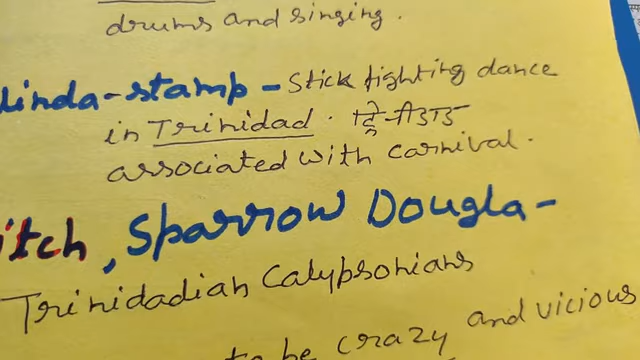 drums and singing.
linda-stamp - Stick fighting dance
in Trinidad. ट्रिनीडाड
associated with carnival.
itch, Sparrow Dougla -
Trinidadian Calypsonians
to be crazy and vicious